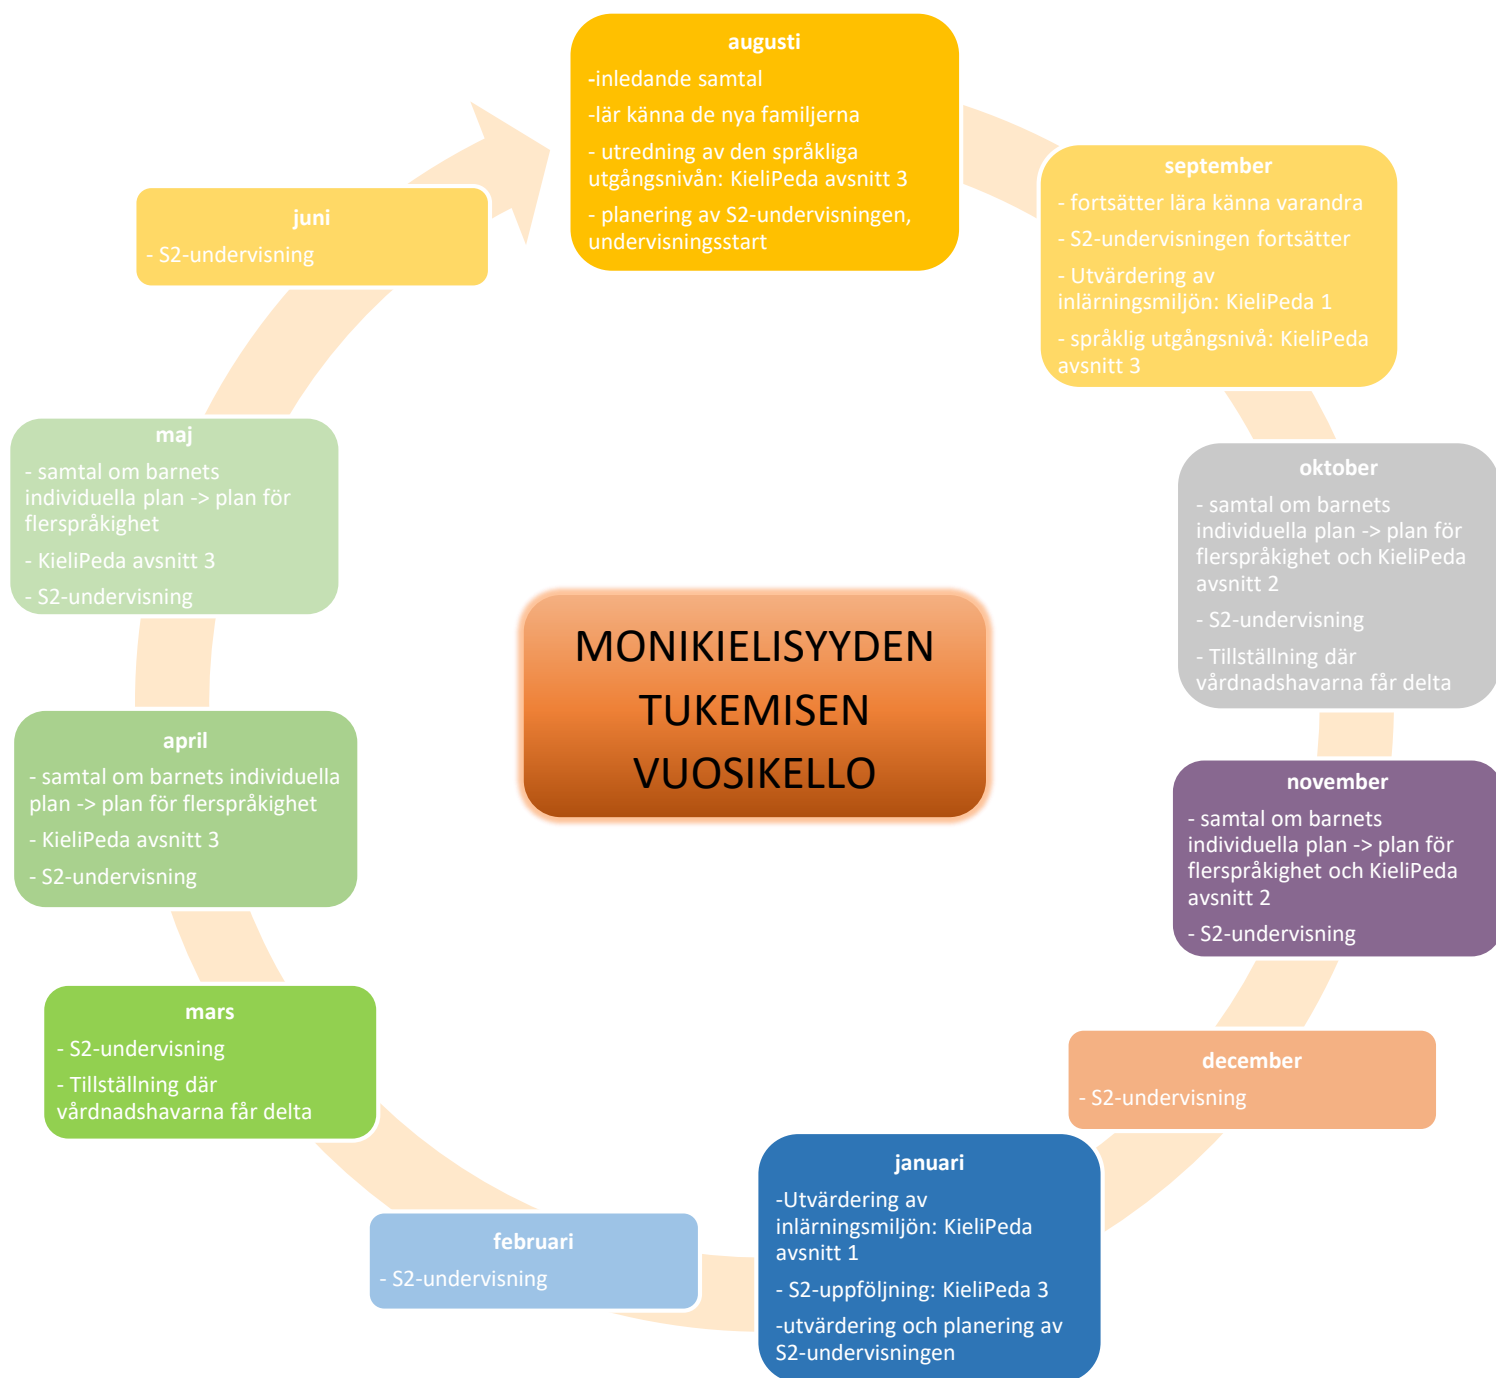 augusti
-inledande samtal
-lär känna de nya familjerna
- utredning av den språkliga
utgångsnivån: KieliPeda avsnitt 3
- planering av S2-undervisningen,
undervisningsstart
september
- fortsätter lära känna varandra
- S2-undervisningen fortsätter
- Utvärdering av
inlärningsmiljön: KieliPeda 1
- språklig utgångsnivå: KieliPeda
avsnitt 3
oktober
- samtal om barnets
individuella plan -> plan för
flerspråkighet och KieliPeda
avsnitt 2
- S2-undervisning
- Tillställning där
vårdnadshavarna får delta
november
- samtal om barnets
individuella plan -> plan för
flerspråkighet och KieliPeda
avsnitt 2
- S2-undervisning
december
- S2-undervisning
januari
-Utvärdering av
inlärningsmiljön: KieliPeda
avsnitt 1
- S2-uppföljning: KieliPeda 3
-utvärdering och planering av
S2-undervisningen
februari
- S2-undervisning
mars
- S2-undervisning
- Tillställning där
vårdnadshavarna får delta
april
- samtal om barnets individuella
plan -> plan för flerspråkighet
- KieliPeda avsnitt 3
- S2-undervisning
maj
- samtal om barnets
individuella plan -> plan för
flerspråkighet
- KieliPeda avsnitt 3
- S2-undervisning
juni
- S2-undervisning
MONIKIELISYYDEN
TUKEMISEN
VUOSIKELLO